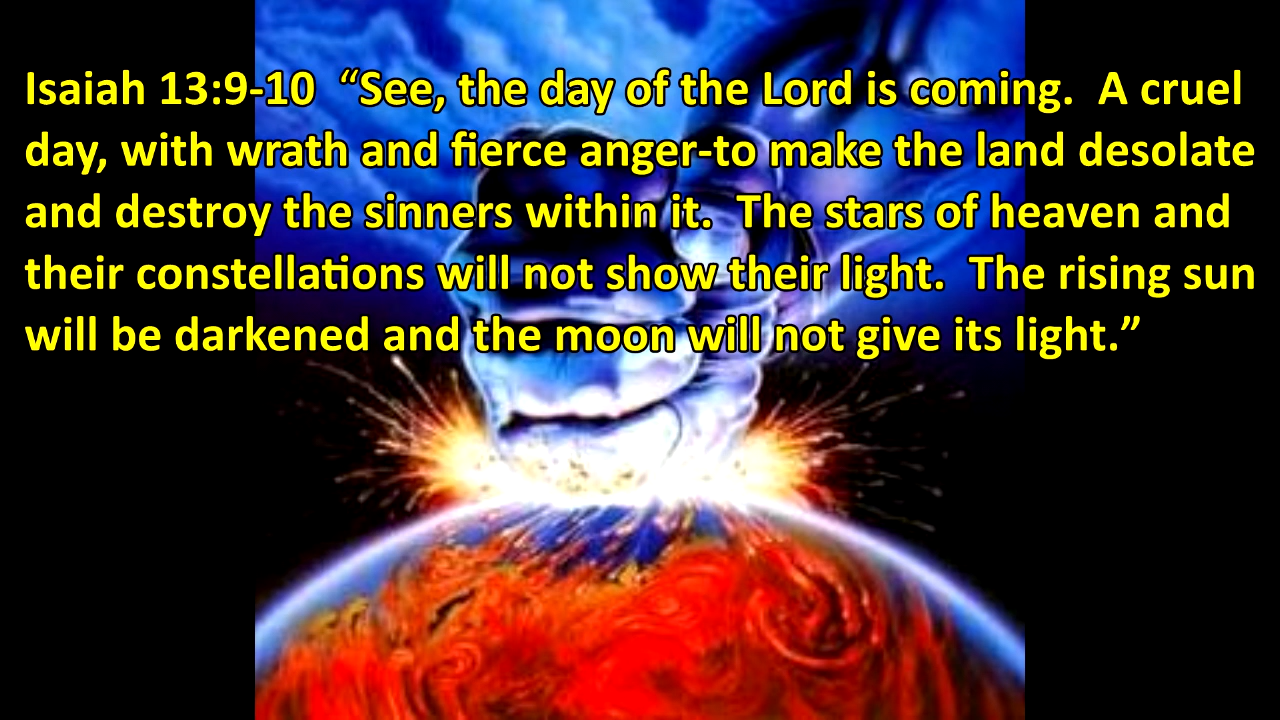 Isaiah 13:9-10  “See, the day of the Lord is coming.  A cruel
day, with wrath and fierce anger-to make the land desolate
and destroy the sinners within it.  The stars of heaven and
their constellations will not show their light.  The rising sun
will be darkened and the moon will not give its light.”